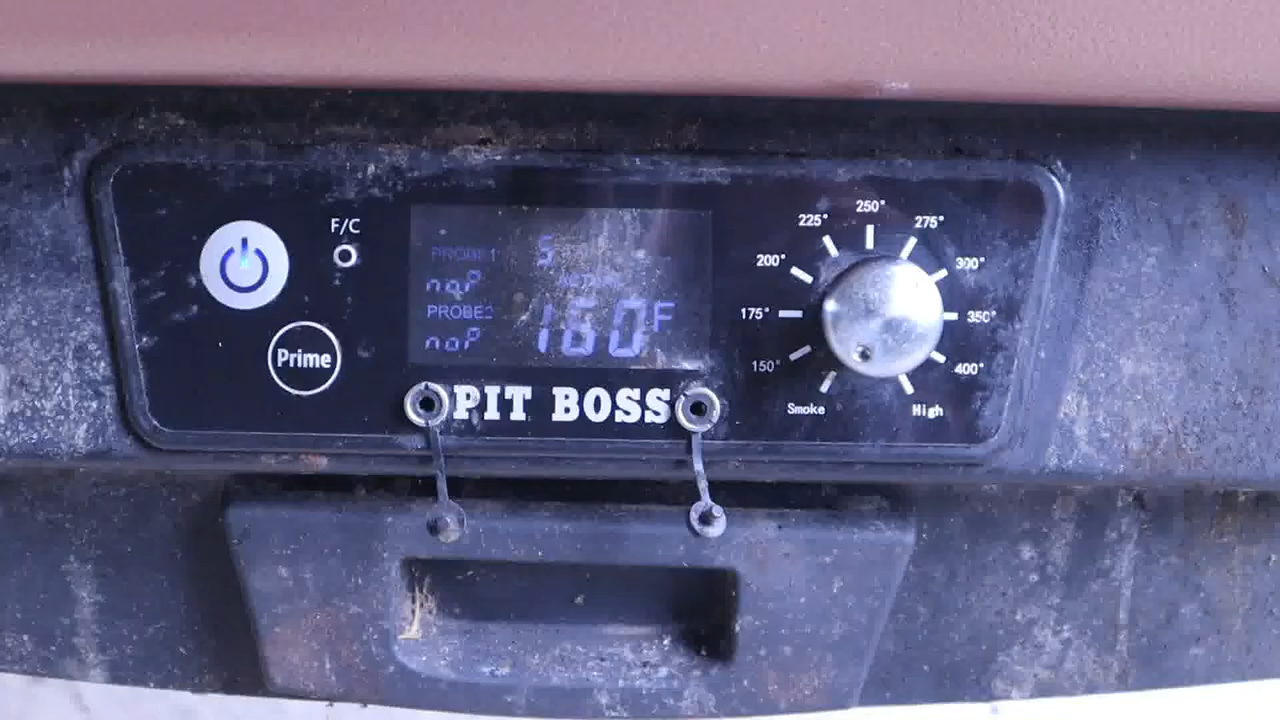 F/C
Prime
PROBE1
noP
PROBE2
noP
S
160F
PIT BOSS
Smoke
150°
175°
200°
225°
250°
275°
300°
350°
400°
High